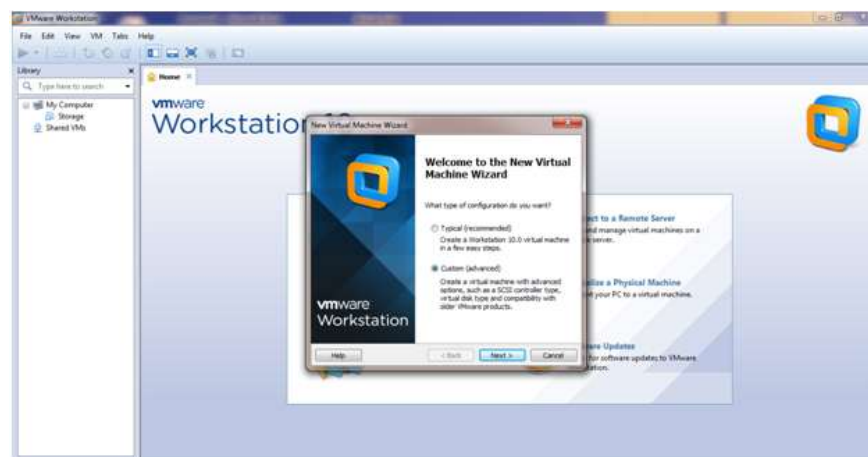 VMware Workstation
File Edit View VM Tabs Help
Library
Type here to search
My Computer
Storage
Shared VMs
Home
vmware
Workstation
New Virtual Machine Wizard
Welcome to the New Virtual
Machine Wizard
What type of configuration do you want?
Typical (recommended)
Create a Workstation 10.0 virtual machine
in a few easy steps.
Custom (advanced)
Create a virtual machine with advanced
options, such as a SCSI controller type,
virtual disk type and compatibility with
older VMware products.
vmware
Workstation
Help < Back Next > Cancel
to a Remote Server
and manage virtual machines on a
server.
a Physical Machine
your PC to a virtual machine.
Updates
for software updates to VMware